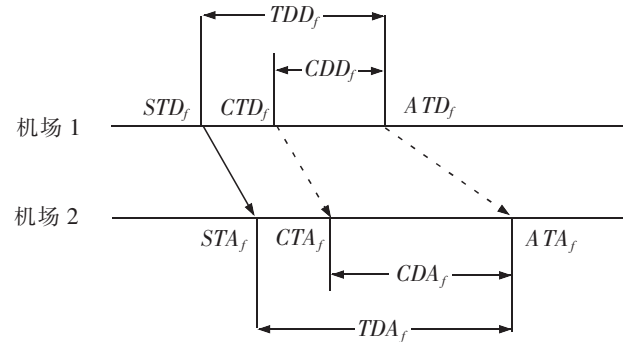 TDD_f
CDD_f
STD_f CTD_f ATD_f
机场 1
机场 2
STA_f CTA_f ATA_f
CDA_f
TDA_f